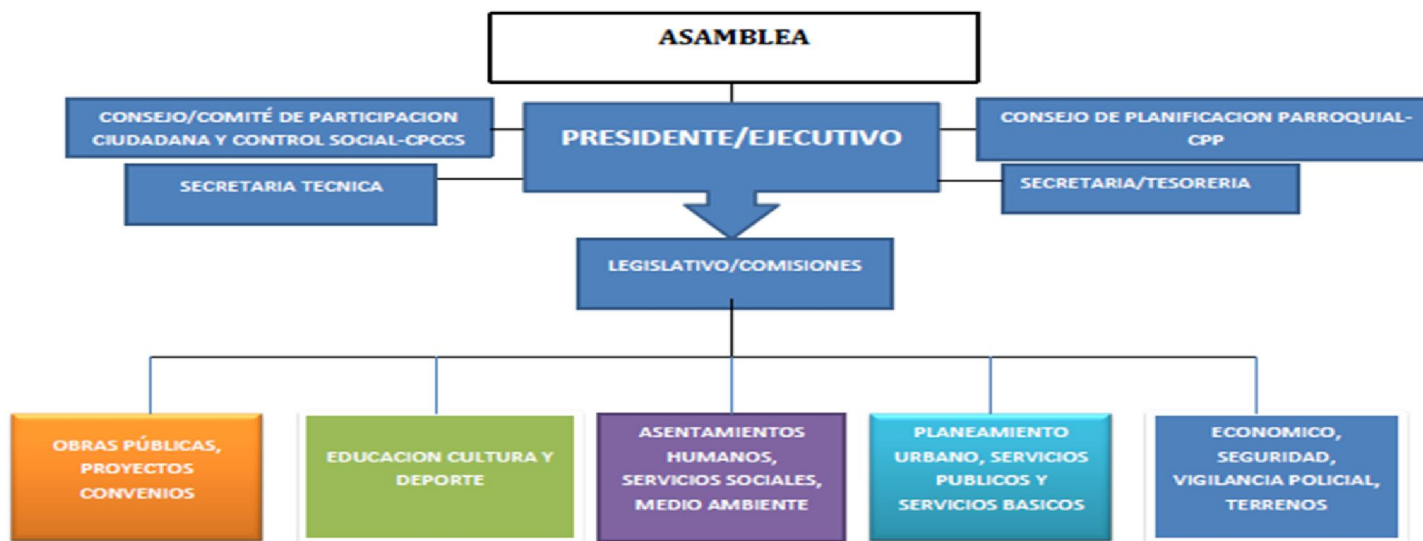 ASAMBLEA
CONSEJO/COMITÉ DE PARTICIPACION
CIUDADANA Y CONTROL SOCIAL-CPCCS
PRESIDENTE/EJECUTIVO
CONSEJO DE PLANIFICACION PARROQUIAL-
CPP
SECRETARIA TECNICA
SECRETARIA/TESORERIA
LEGISLATIVO/COMISIONES
OBRAS PÚBLICAS,
PROYECTOS
CONVENIOS
EDUCACION CULTURA Y
DEPORTE
ASENTAMIENTOS
HUMANOS,
SERVICIOS SOCIALES,
MEDIO AMBIENTE
PLANEAMIENTO
URBANO, SERVICIOS
PUBLICOS Y
SERVICIOS BASICOS
ECONOMICO,
SEGURIDAD,
VIGILANCIA POLICIAL,
TERRENOS